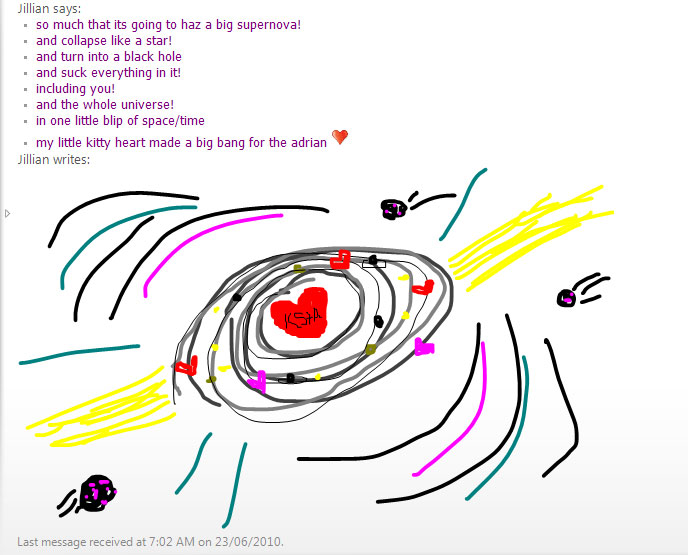 Jillian says:
so much that its going to haz a big supernova!
and collapse like a star!
and turn into a black hole
and suck everything in it!
including you!
and the whole universe!
in one little blip of space/time
my little kitty heart made a big bang for the adrian
Jillian writes:
Last message received at 7:02 AM on 23/06/2010.